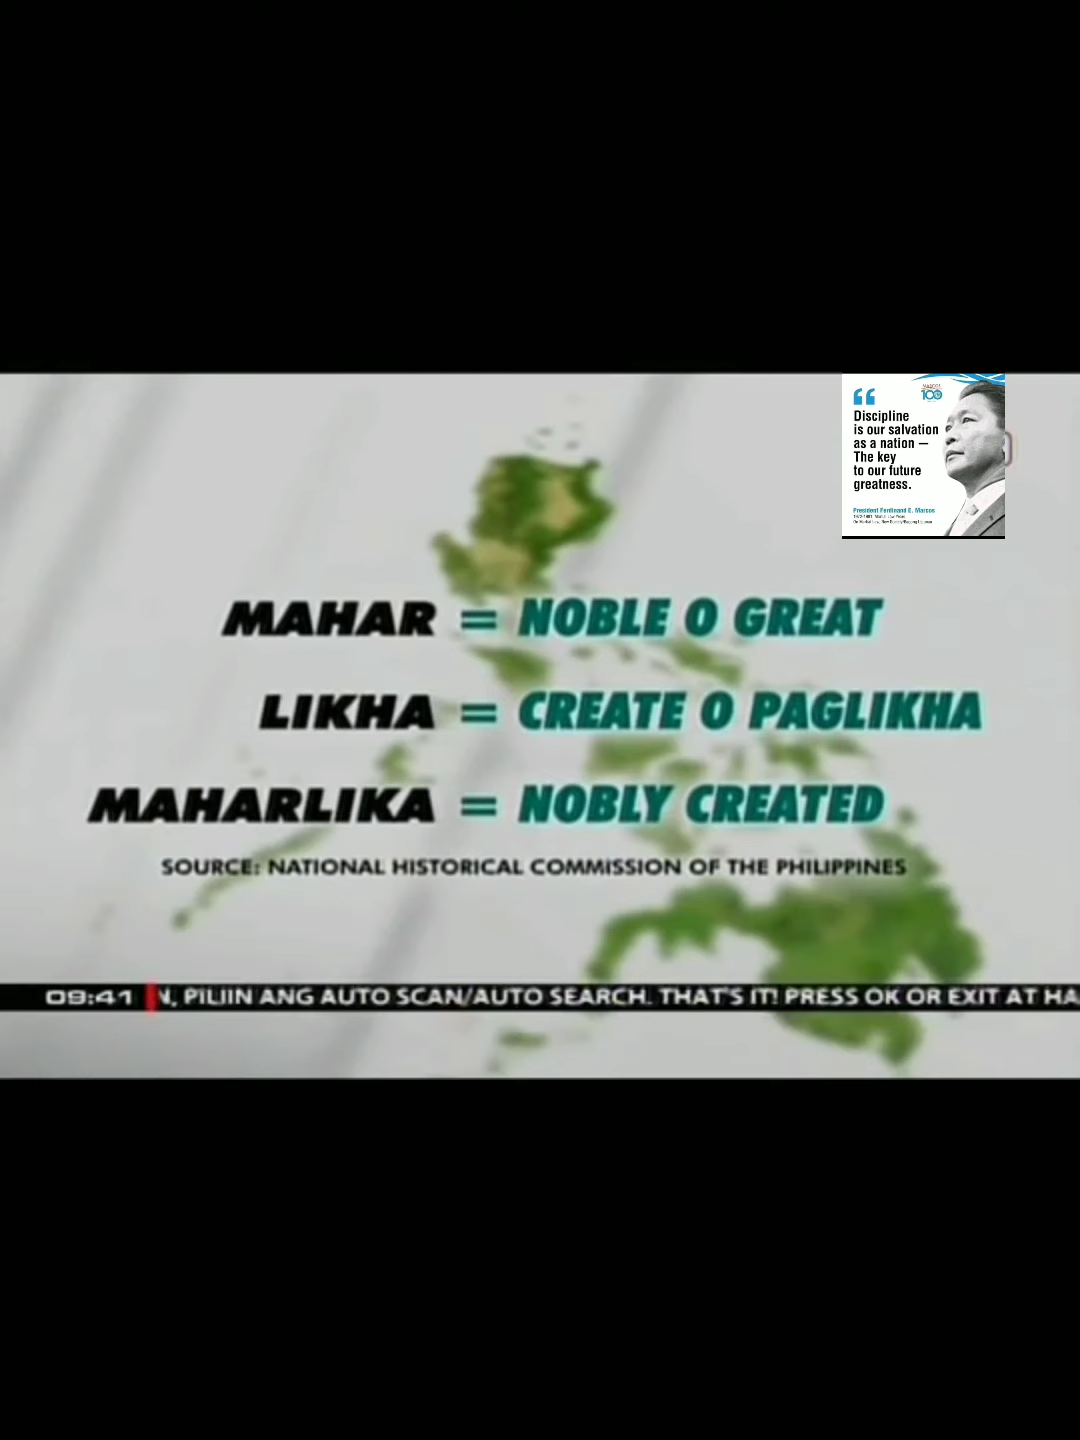 MARCOS
100
Discipline
is our salvation
as a nation —
The key
to our future
greatness.
President Ferdinand E. Marcos
MAHAR = NOBLE O GREAT
LIKHA = CREATE O PAGLIKHA
MAHARLIKA = NOBLY CREATED
SOURCE: NATIONAL HISTORICAL COMMISSION OF THE PHILIPPINES
09:41 N, PILIIN ANG AUTO SCAN/AUTO SEARCH. THAT'S IT! PRESS OK OR EXIT AT HA